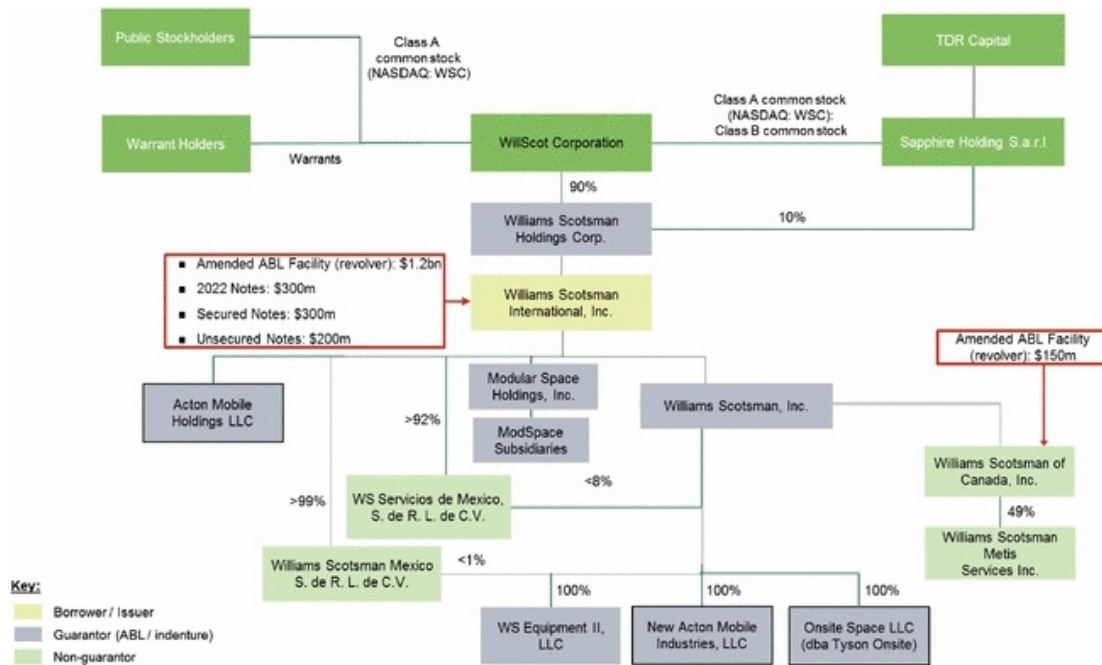 Public Stockholders
Class A
common stock
(NASDAQ: WSC)
TDR Capital
Class A common stock
(NASDAQ: WSC):
Class B common stock
Warrant Holders
Warrants
WillScot Corporation
Sapphire Holding S.a.r.l
90%
10%
Williams Scotsman
Holdings Corp.
■ Amended ABL Facility (revolver): $1.2bn
■ 2022 Notes: $300m
■ Secured Notes: $300m
■ Unsecured Notes: $200m
Williams Scotsman
International, Inc.
Amended ABL Facility
(revolver): $150m
Acton Mobile
Holdings LLC
>92%
Modular Space
Holdings, Inc.
ModSpace
Subsidiaries
Williams Scotsman, Inc.
Williams Scotsman of
Canada, Inc.
>99%
WS Servicios de Mexico,
S. de R. L. de C.V.
<8%
49%
Williams Scotsman
Metis
Services Inc.
Williams Scotsman Mexico
S. de R. L. de C.V.
<1%
100%
100%
100%
WS Equipment II,
LLC
New Acton Mobile
Industries, LLC
Onsite Space LLC
(dba Tyson Onsite)
Key:
Borrower / Issuer
Guarantor (ABL / indenture)
Non-guarantor